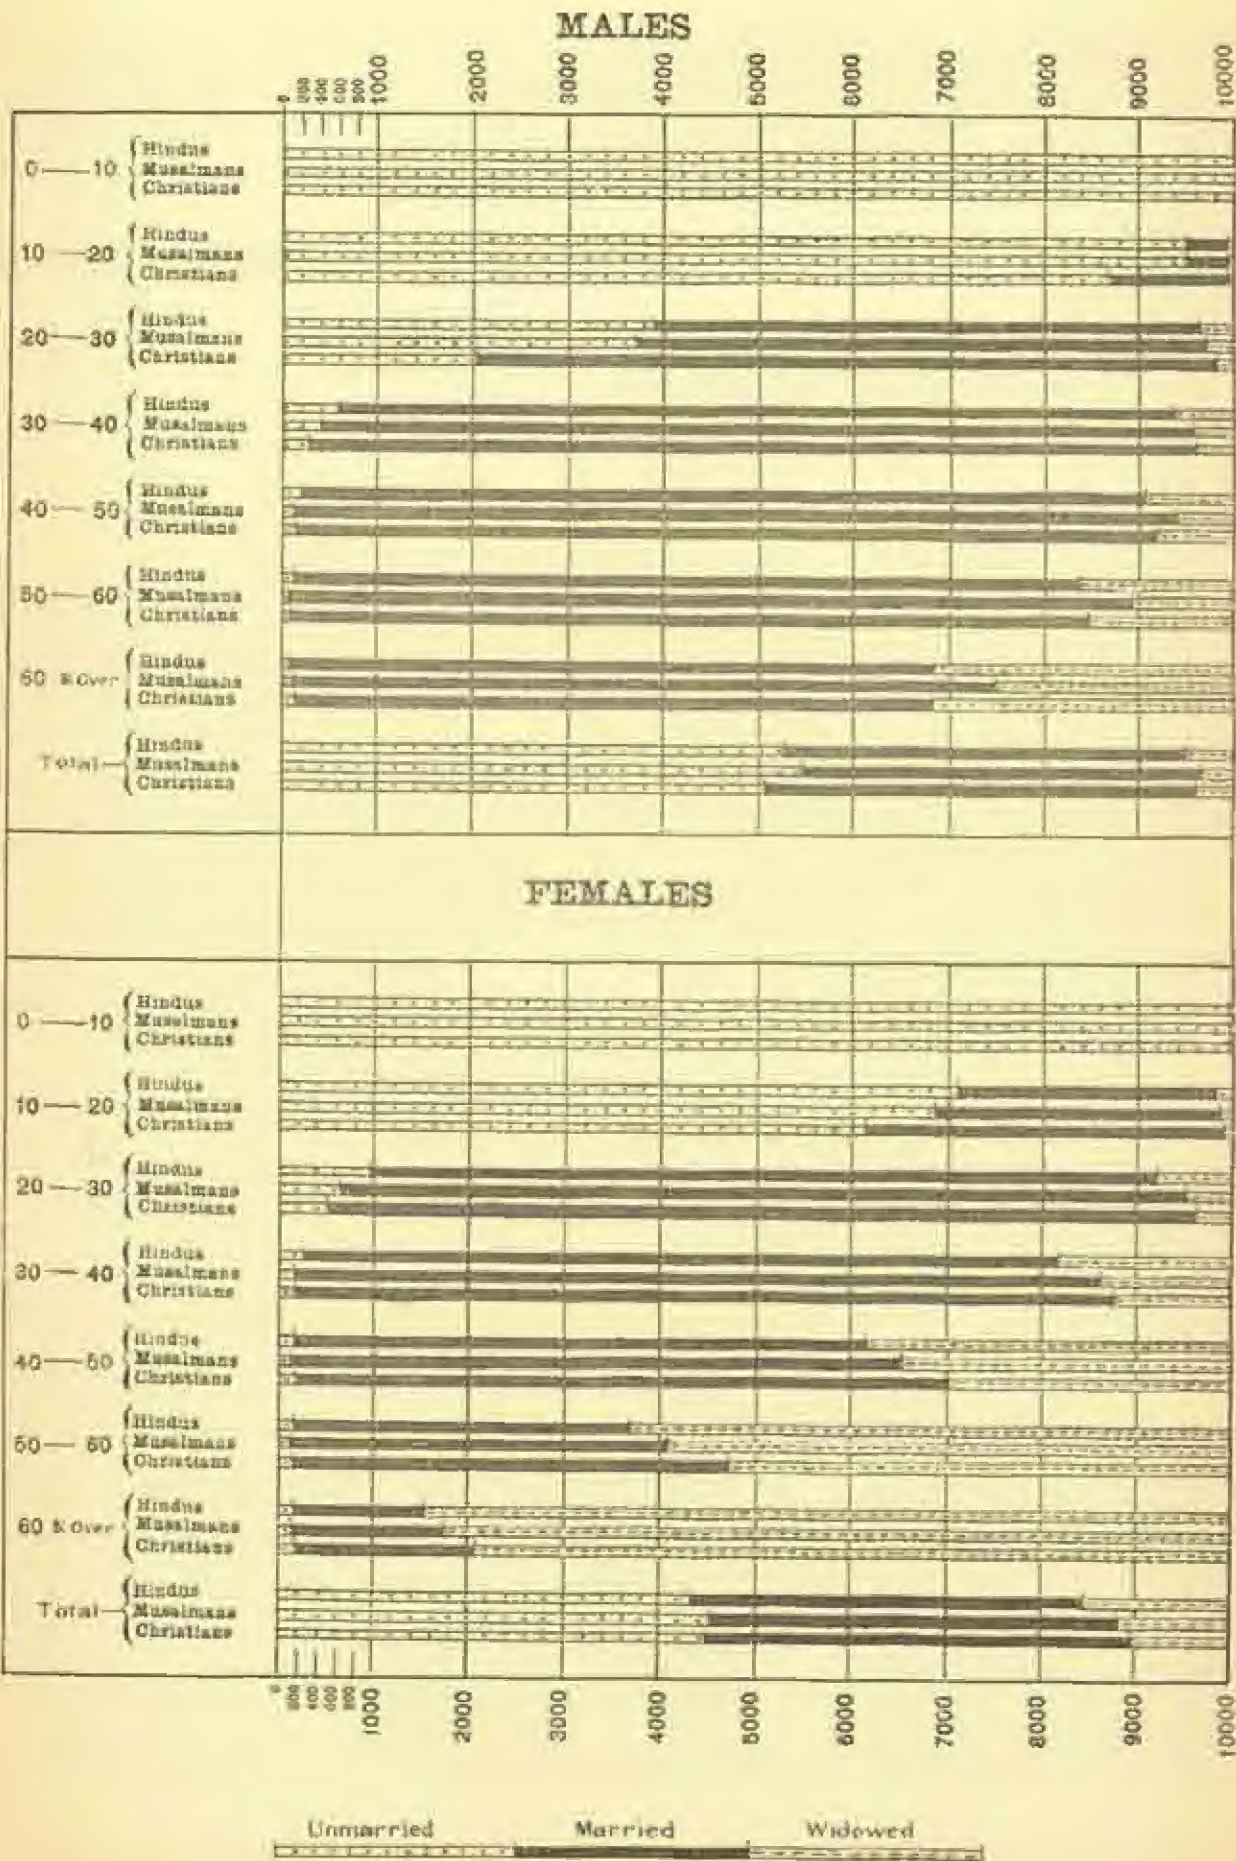 MALES
0 200 400 600 800 1000 2000 3000 4000 5000 6000 7000 8000 9000 10000
Hindus
0 — 10 Musalmans
Christians
Hindus
10 — 20 Musalmans
Christians
Hindus
20 — 30 Musalmans
Christians
Hindus
30 — 40 Musalmans
Christians
Hindus
40 — 50 Musalmans
Christians
Hindus
50 — 60 Musalmans
Christians
Hindus
60 & Over Musalmans
Christians
Hindus
Total — Musalmans
Christians
FEMALES
Hindus
0 — 10 Musalmans
Christians
Hindus
10 — 20 Musalmans
Christians
Hindus
20 — 30 Musalmans
Christians
Hindus
30 — 40 Musalmans
Christians
Hindus
40 — 50 Musalmans
Christians
Hindus
50 — 60 Musalmans
Christians
Hindus
60 & Over Musalmans
Christians
Hindus
Total — Musalmans
Christians
0 200 400 600 800 1000 2000 3000 4000 5000 6000 7000 8000 9000 10000
Unmarried Married Widowed